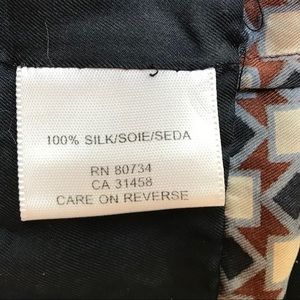 100% SILK/SOIE/SEDA
RN 80734
CA 31458
CARE ON REVERSE